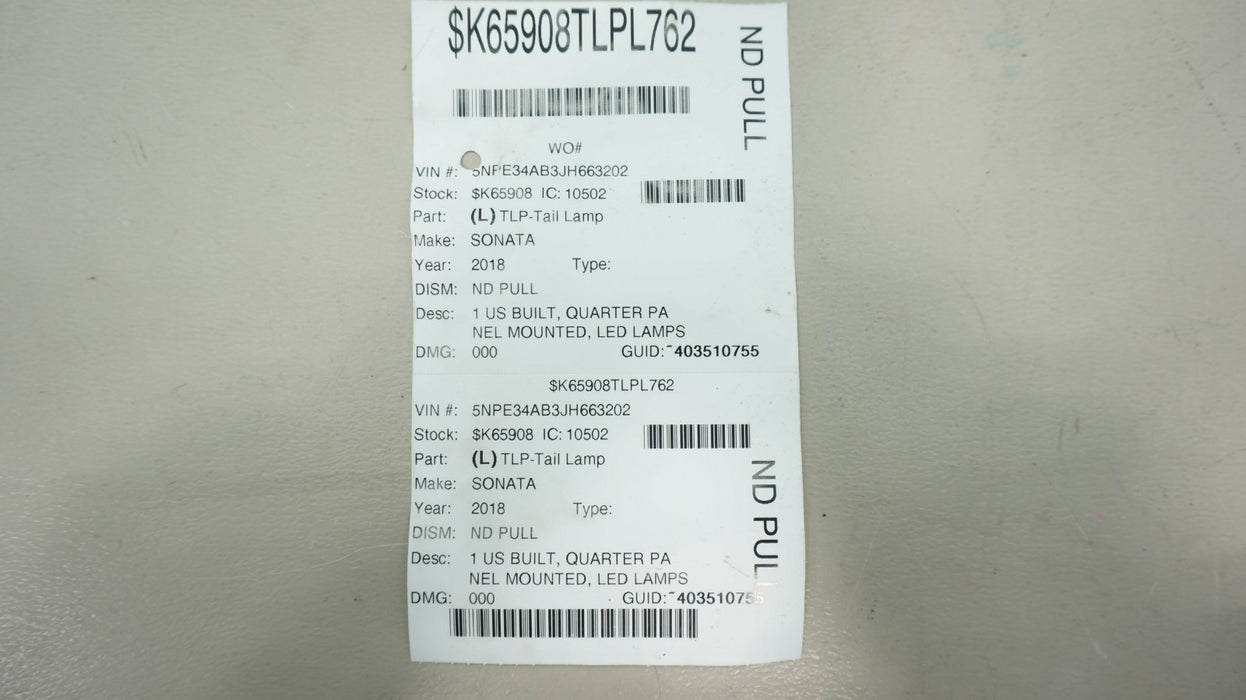 $K65908TLPL762
ND PULL
WO#
VIN #: 5NPE34AB3JH663202
Stock: $K65908 IC: 10502
Part: (L) TLP-Tail Lamp
Make: SONATA
Year: 2018 Type:
DISM: ND PULL
Desc: 1 US BUILT, QUARTER PA
NEL MOUNTED, LED LAMPS
DMG: 000 GUID:-403510755
$K65908TLPL762
VIN #: 5NPE34AB3JH663202
Stock: $K65908 IC: 10502
Part: (L) TLP-Tail Lamp
Make: SONATA
Year: 2018 Type:
DISM: ND PULL
ND PULL
Desc: 1 US BUILT, QUARTER PA
NEL MOUNTED, LED LAMPS
DMG: 000 GUID:-403510755